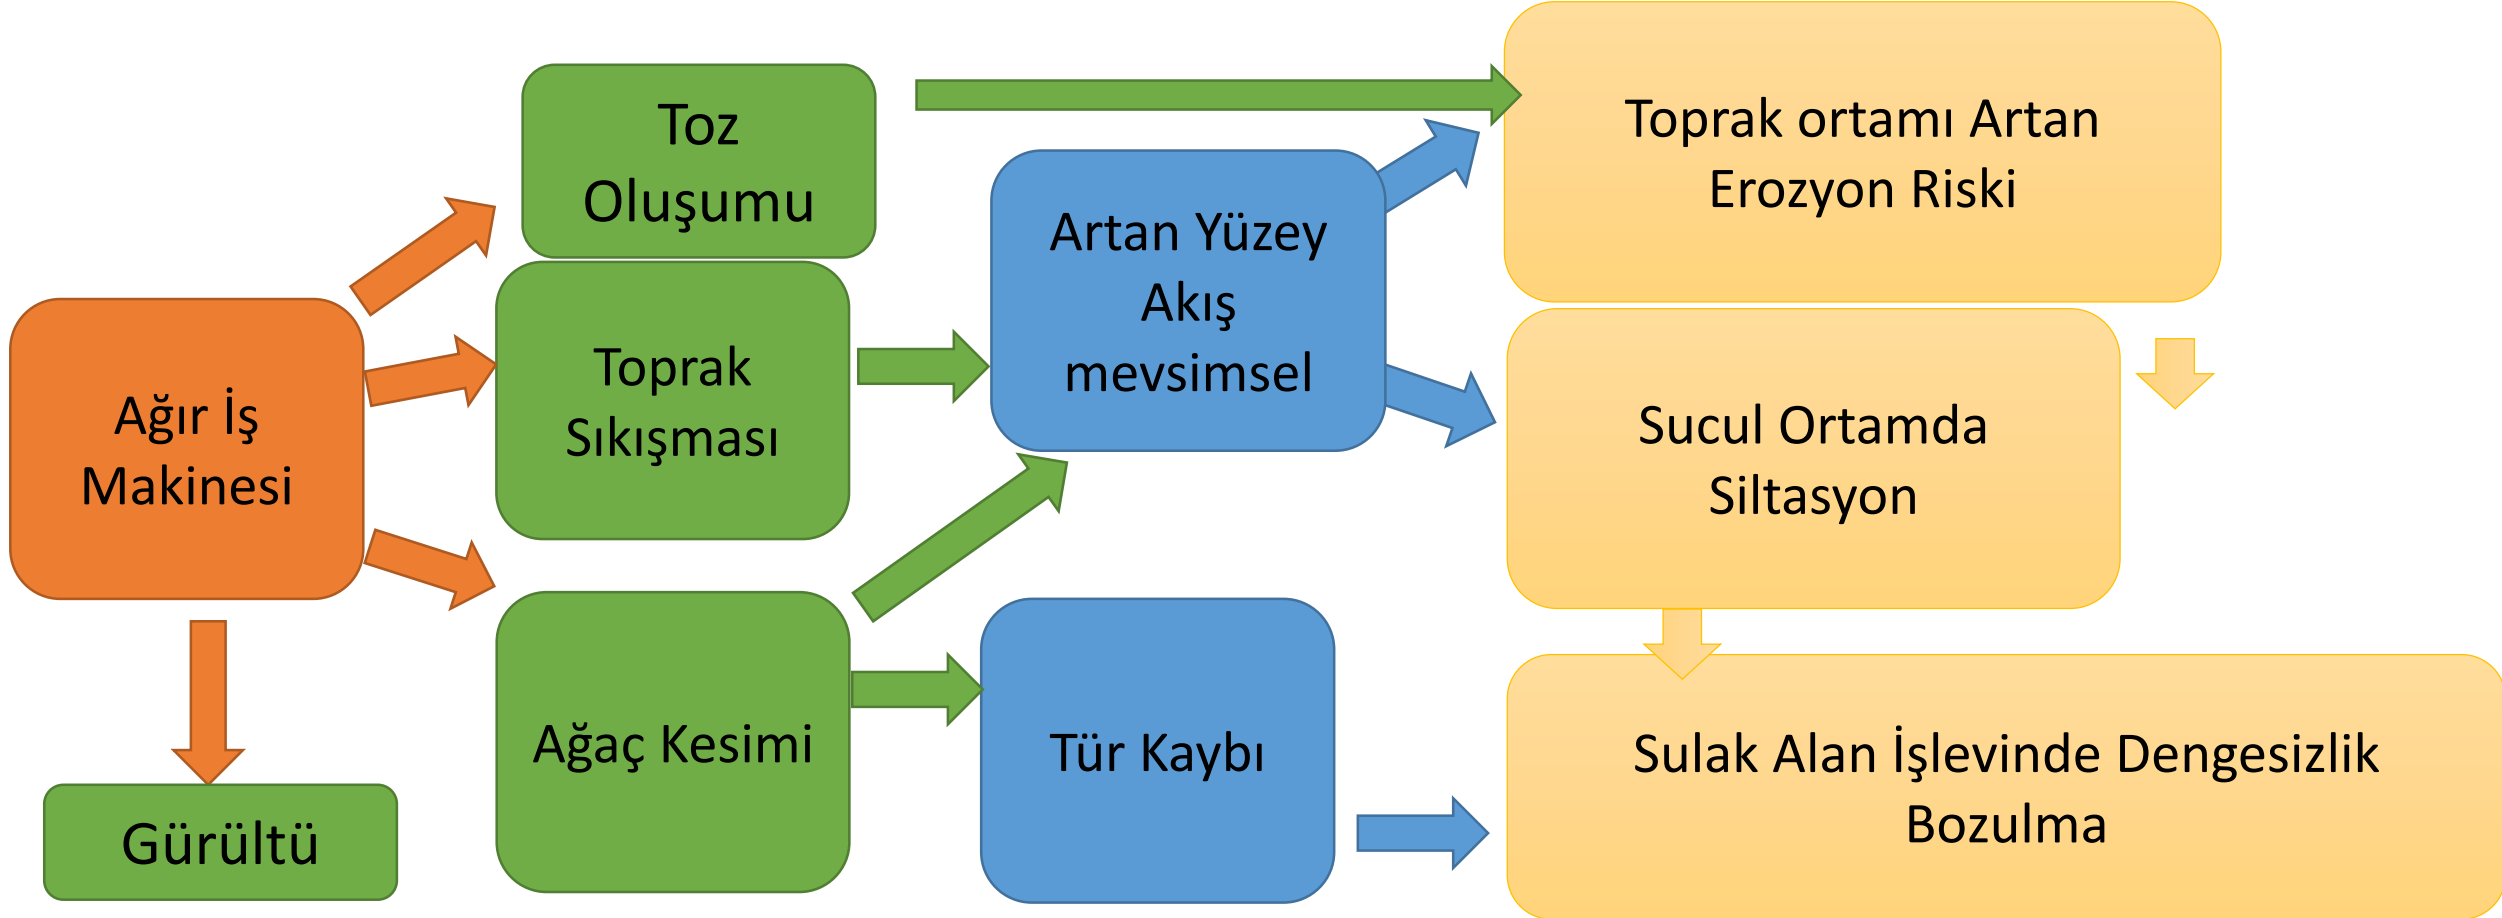 Toz
Oluşumu
Toprak ortamı Artan
Erozyon Riski
Artan Yüzey
Akış
mevsimsel
Ağır İş
Makinesi
Toprak
Sıkışması
Sucul Ortamda
Siltasyon
Ağaç Kesimi
Tür Kaybı
Sulak Alan İşlevinde Dengesizlik
Bozulma
Gürültü